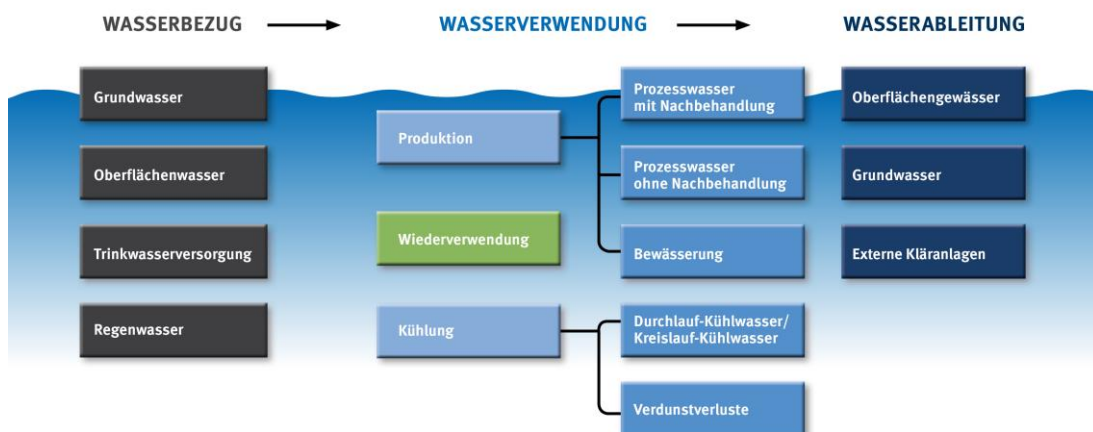 WASSERBEZUG
WASSERVERWENDUNG
WASSERABLEITUNG
Grundwasser
Oberflächenwasser
Trinkwasserversorgung
Regenwasser
Produktion
Wiederverwendung
Kühlung
Prozesswasser
mit Nachbehandlung
Prozesswasser
ohne Nachbehandlung
Bewässerung
Durchlauf-Kühlwasser/
Kreislauf-Kühlwasser
Verdunstverluste
Oberflächengewässer
Grundwasser
Externe Kläranlagen